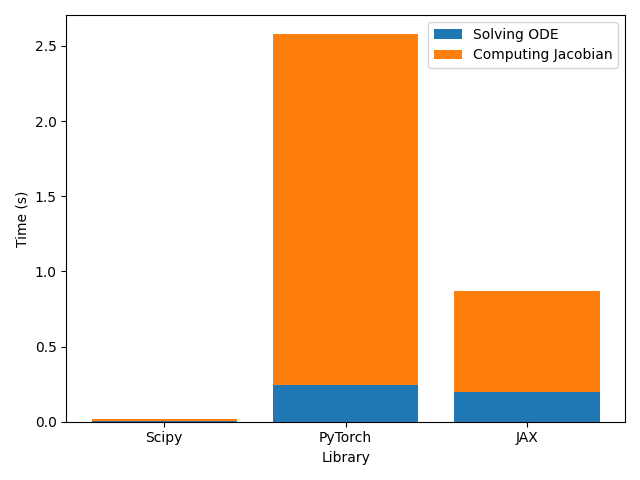 Solving ODE
Computing Jacobian
2.5
2.0
1.5
1.0
0.5
0.0
Time (s)
Scipy
PyTorch
JAX
Library